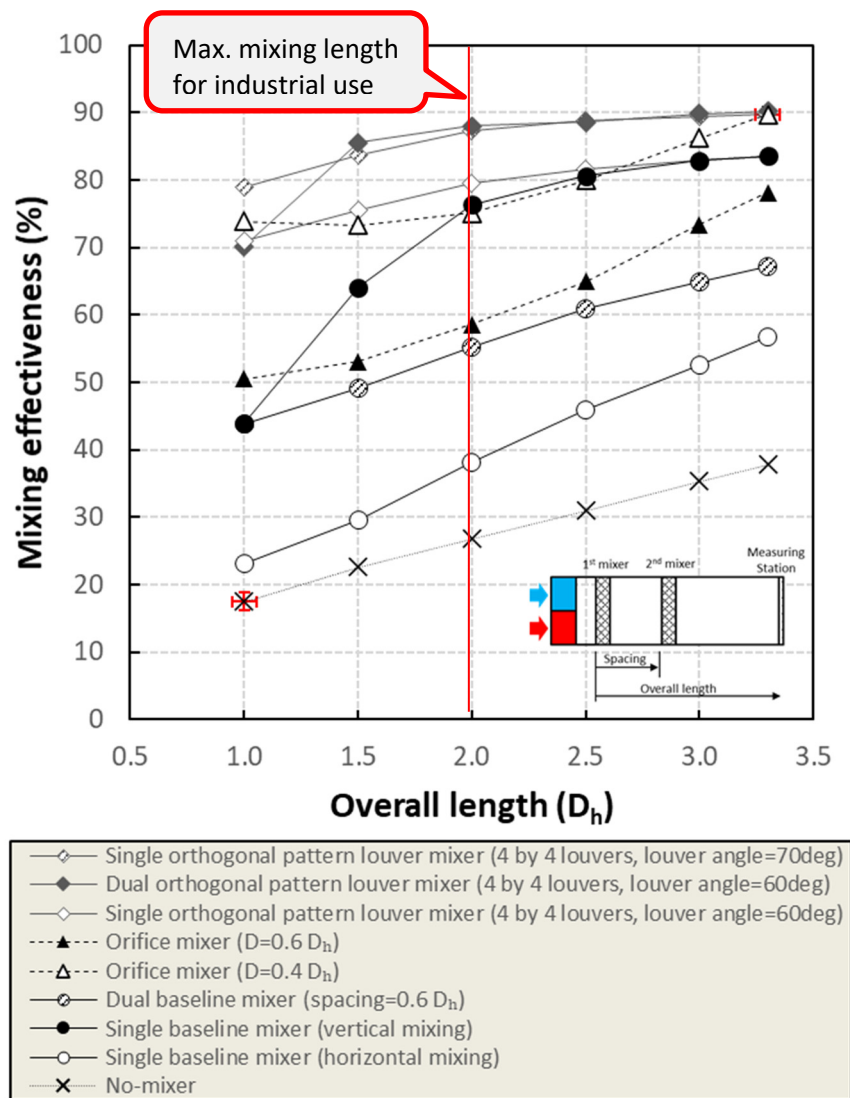 Max. mixing length
for industrial use
Mixing effectiveness (%)
100
90
80
70
60
50
40
30
20
10
0
0.5 1.0 1.5 2.0 2.5 3.0 3.5
Overall length (Dₕ)
1st mixer 2nd mixer Measuring
Station
Spacing
Overall length
Single orthogonal pattern louver mixer (4 by 4 louvers, louver angle=70deg)
Dual orthogonal pattern louver mixer (4 by 4 louvers, louver angle=60deg)
Single orthogonal pattern louver mixer (4 by 4 louvers, louver angle=60deg)
Orifice mixer (D=0.6 Dₕ)
Orifice mixer (D=0.4 Dₕ)
Dual baseline mixer (spacing=0.6 Dₕ)
Single baseline mixer (vertical mixing)
Single baseline mixer (horizontal mixing)
No-mixer